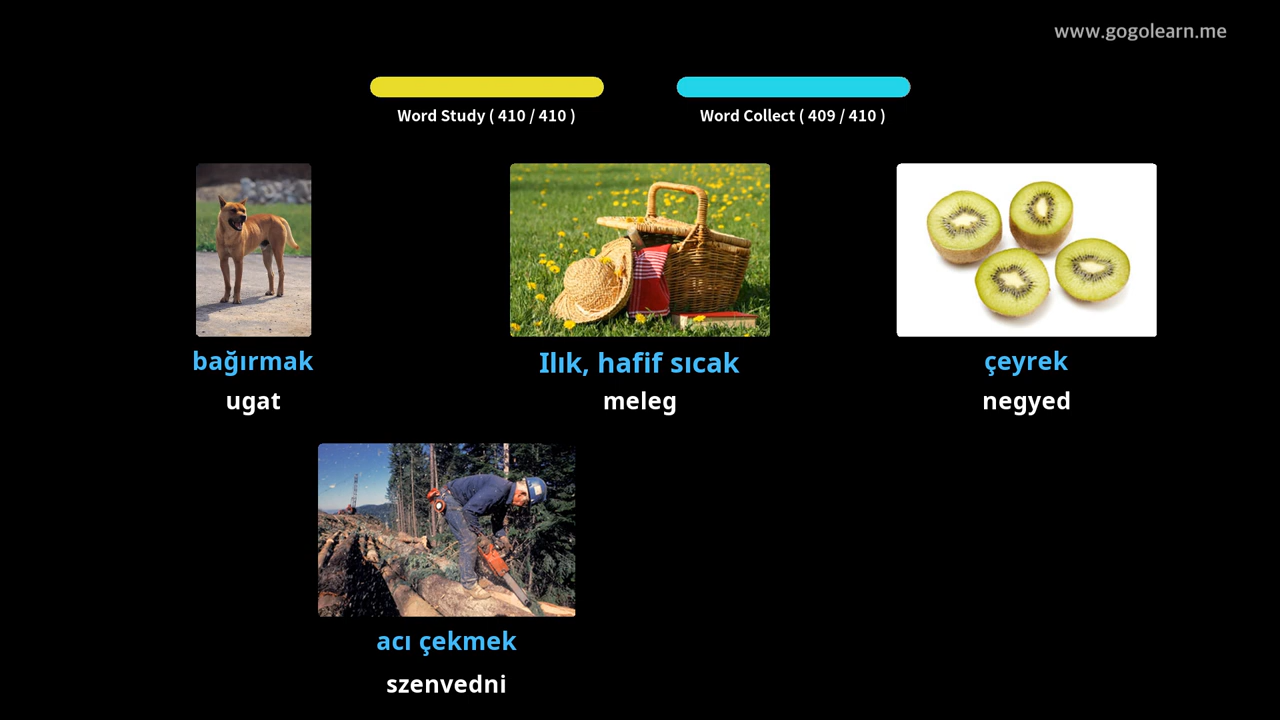 www.gogolearn.me
Word Study ( 410 / 410 )
Word Collect ( 409 / 410 )
bağırmak
ugat
Ilık, hafif sıcak
meleg
çeyrek
negyed
acı çekmek
szenvedni